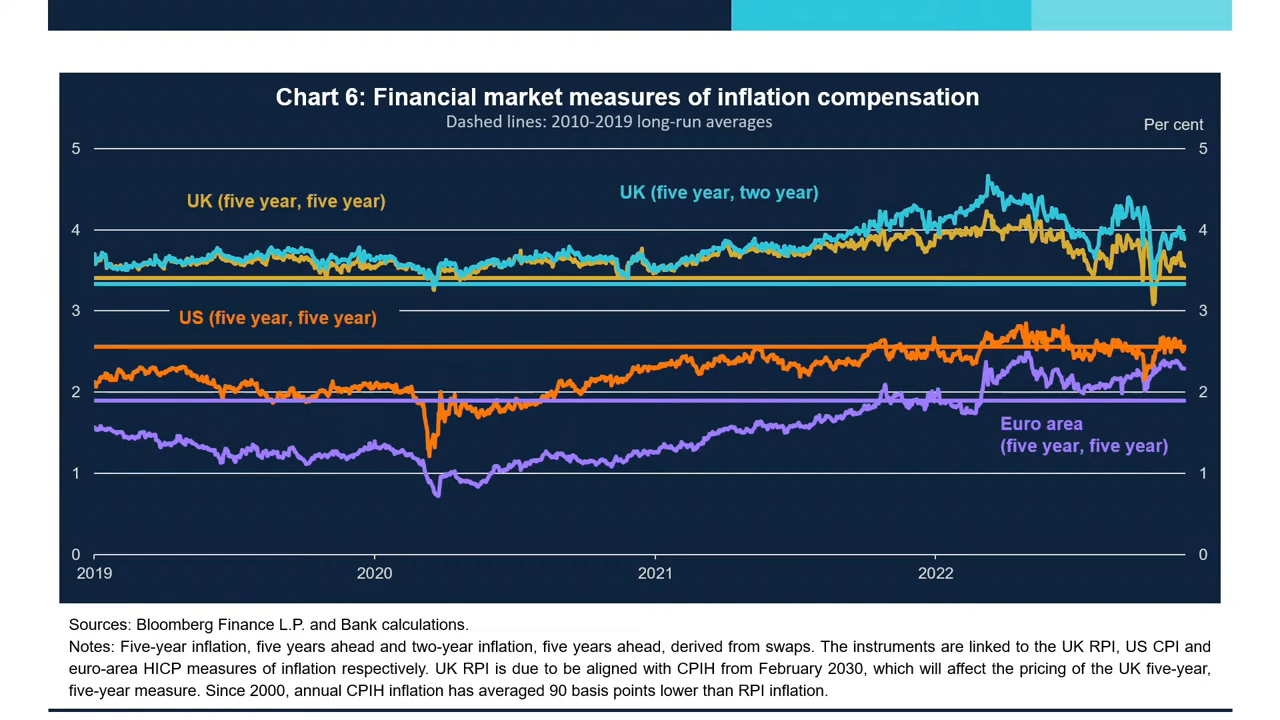 Chart 6: Financial market measures of inflation compensation
Dashed lines: 2010-2019 long-run averages
Per cent
5
5
UK (five year, two year)
UK (five year, five year)
4
4
3
3
US (five year, five year)
2
2
Euro area
(five year, five year)
1
1
0
0
2019
2020
2021
2022
Sources: Bloomberg Finance L.P. and Bank calculations.
Notes: Five-year inflation, five years ahead and two-year inflation, five years ahead, derived from swaps. The instruments are linked to the UK RPI, US CPI and
euro-area HICP measures of inflation respectively. UK RPI is due to be aligned with CPIH from February 2030, which will affect the pricing of the UK five-year,
five-year measure. Since 2000, annual CPIH inflation has averaged 90 basis points lower than RPI inflation.